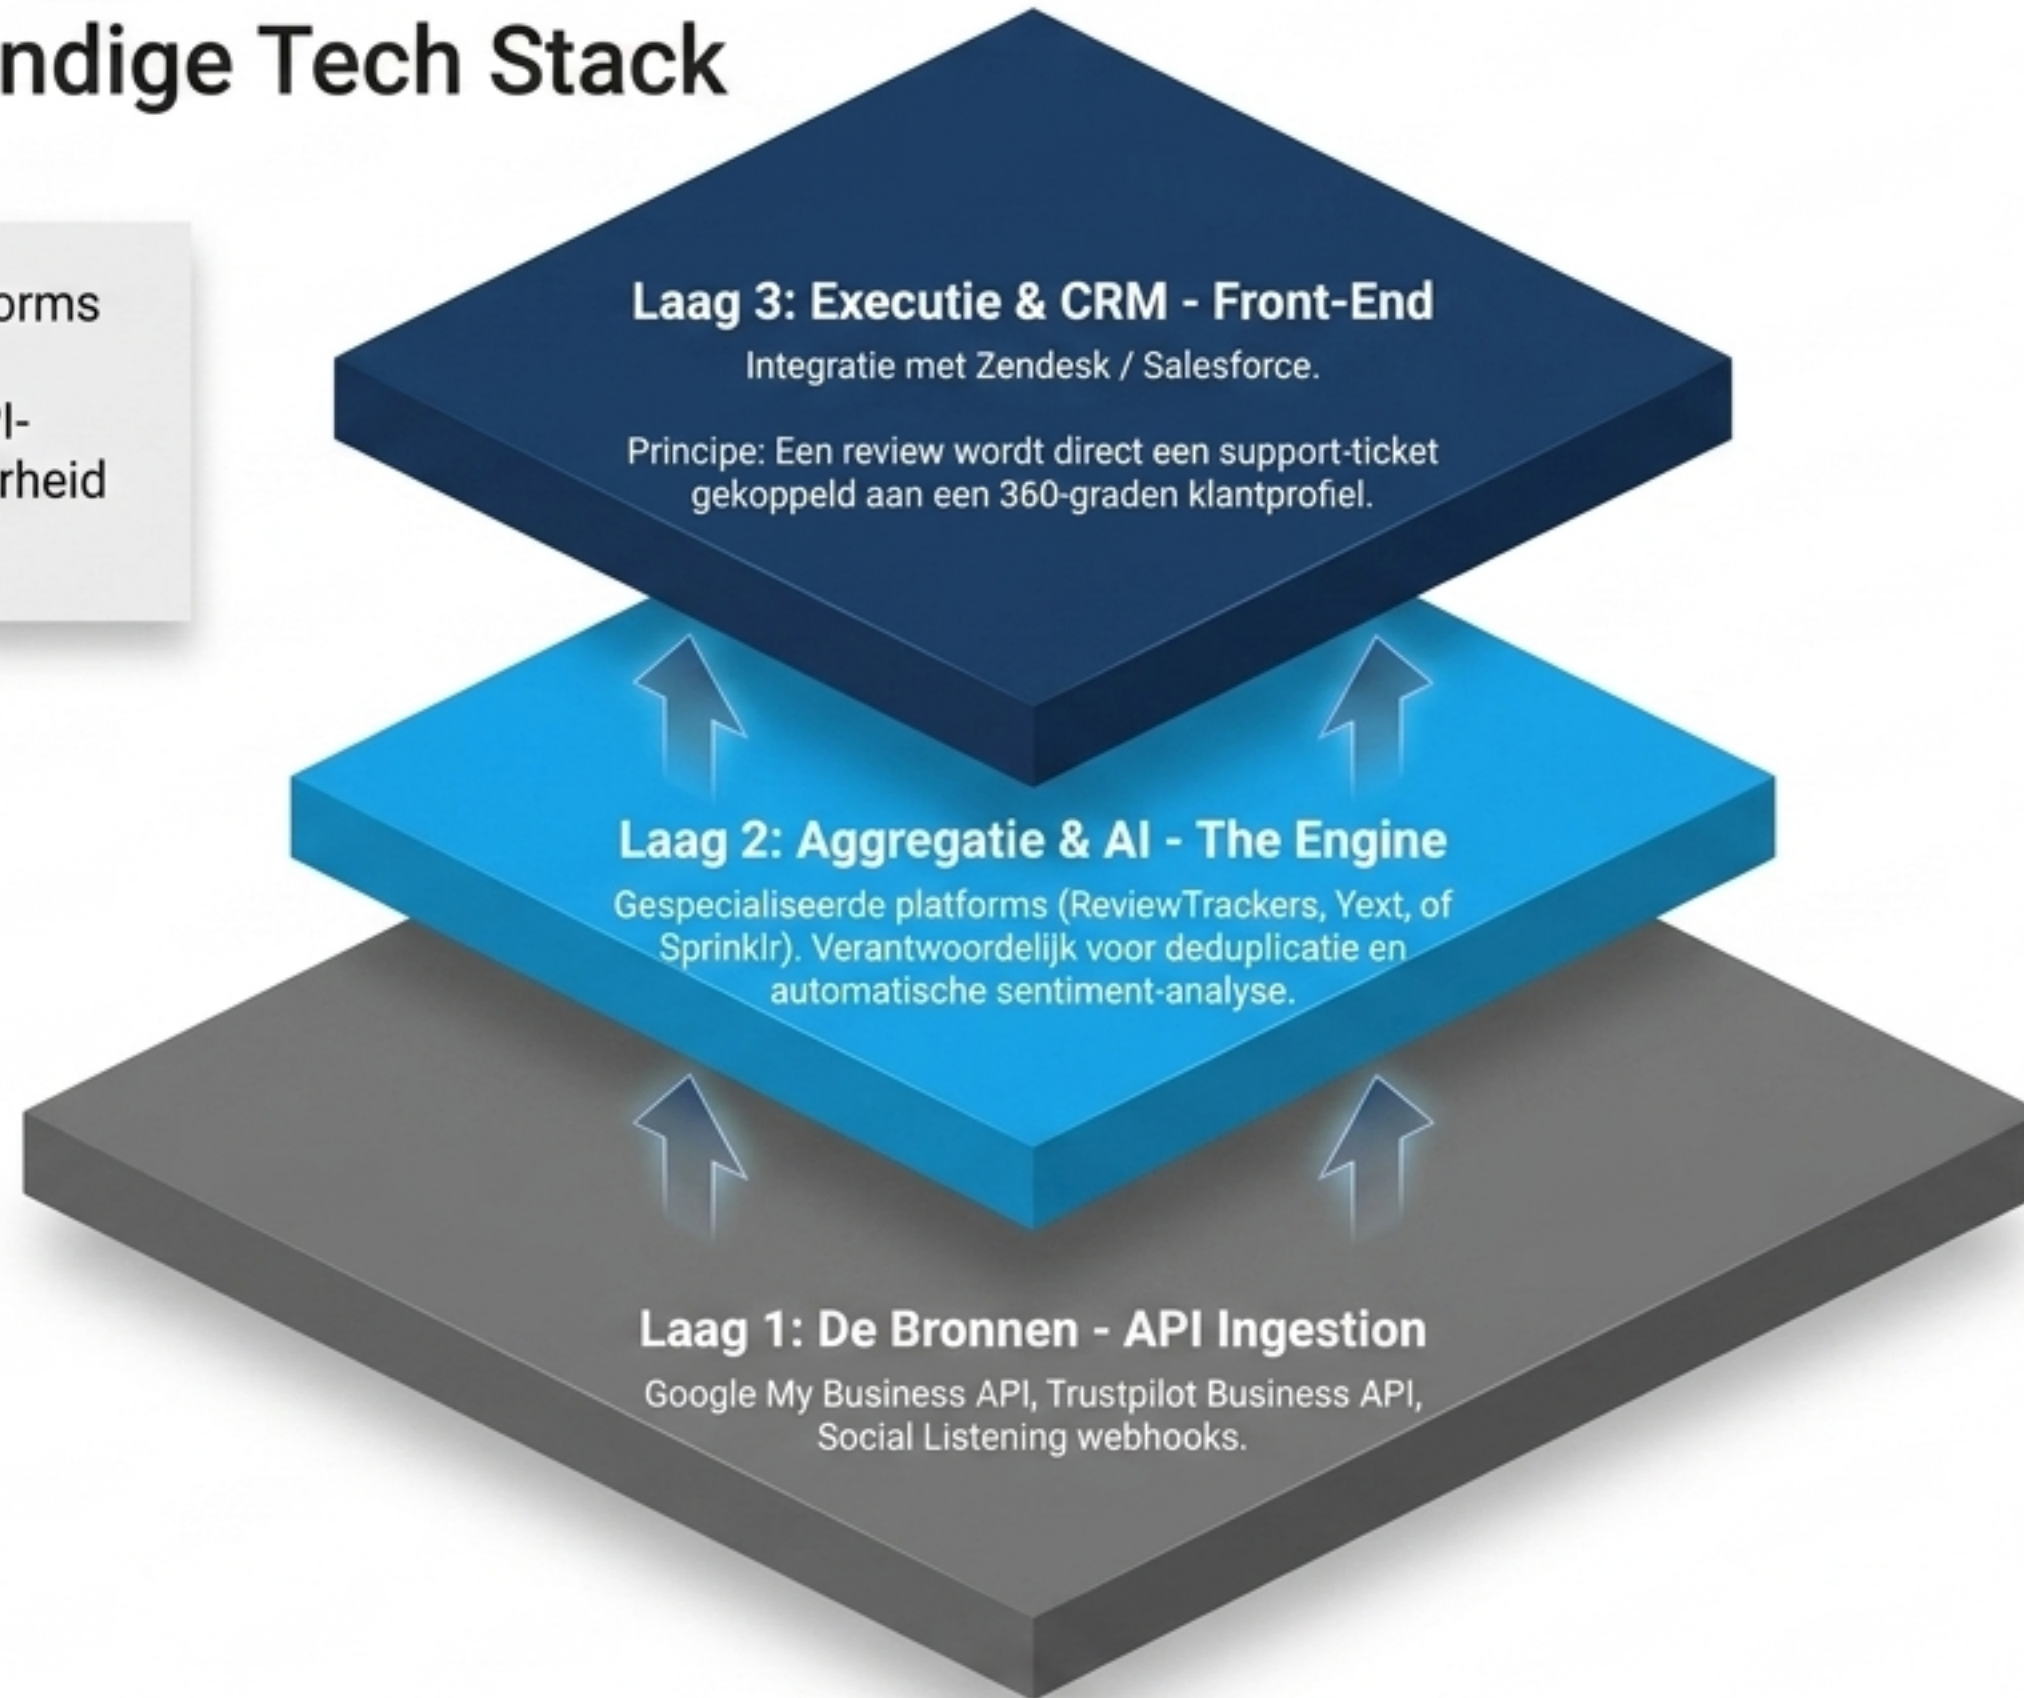 ndige Tech Stack
orms
I-
rheid
Laag 3: Executie & CRM - Front-End
Integratie met Zendesk / Salesforce.
Principe: Een review wordt direct een support-ticket
gekoppeld aan een 360-graden klantprofiel.
Laag 2: Aggregatie & AI - The Engine
Gespecialiseerde platforms (ReviewTrackers, Yext, of
Sprinklr). Verantwoordelijk voor deduplicatie en
automatische sentiment-analyse.
Laag 1: De Bronnen - API Ingestion
Google My Business API, Trustpilot Business API,
Social Listening webhooks.